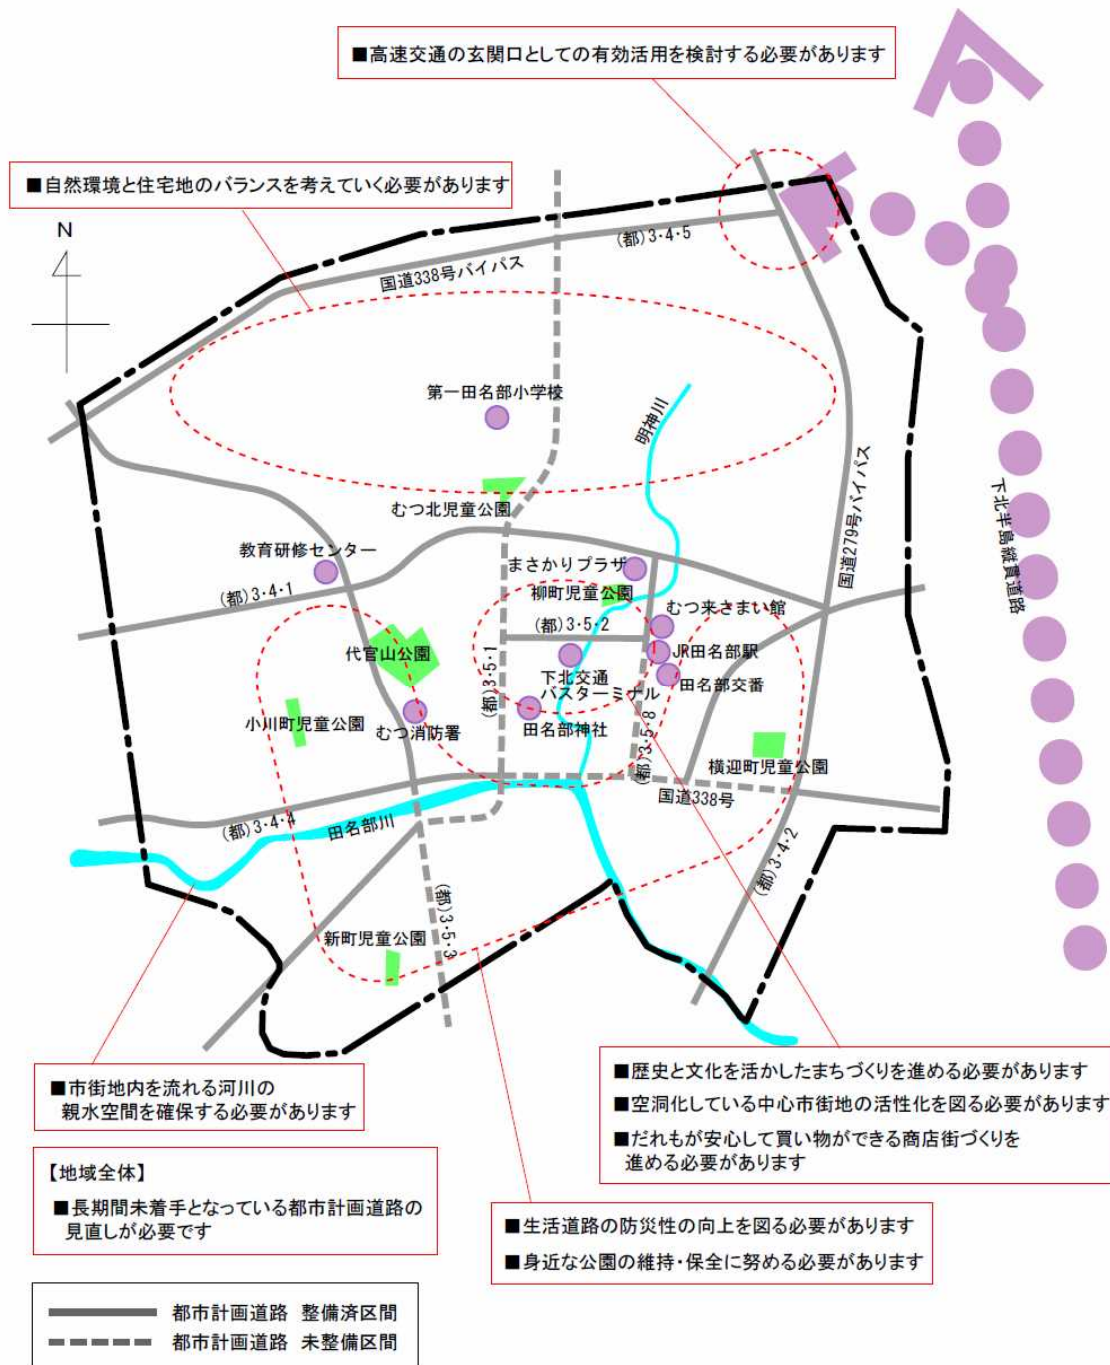 ■高速交通の玄関口としての有効活用を検討する必要があります
■自然環境と住宅地のバランスを考えていく必要があります
N
(都)3・4・5
国道338号バイパス
第一田名部小学校
明神川
むつ北児童公園
国道279号バイパス
下北半島縦貫道路
教育研修センター
まさかりプラザ
(都)3・4・1
柳町児童公園
むつ来さまい館
(都)3・5・2
代官山公園
JR田名部駅
下北交通
バスターミナル
田名部交番
(都)3・5・1
小川町児童公園
むつ消防署
田名部神社
(都)3・5・8
横迎町児童公園
国道338号
(都)3・4・4
田名部川
(都)3・4・2
(都)3・5・3
新町児童公園
■市街地内を流れる河川の
親水空間を確保する必要があります
■歴史と文化を活かしたまちづくりを進める必要があります
■空洞化している中心市街地の活性化を図る必要があります
■だれもが安心して買い物ができる商店街づくりを
進める必要があります
【地域全体】
■長期間未着手となっている都市計画道路の
見直しが必要です
■生活道路の防災性の向上を図る必要があります
■身近な公園の維持・保全に努める必要があります
都市計画道路 整備済区間
都市計画道路 未整備区間